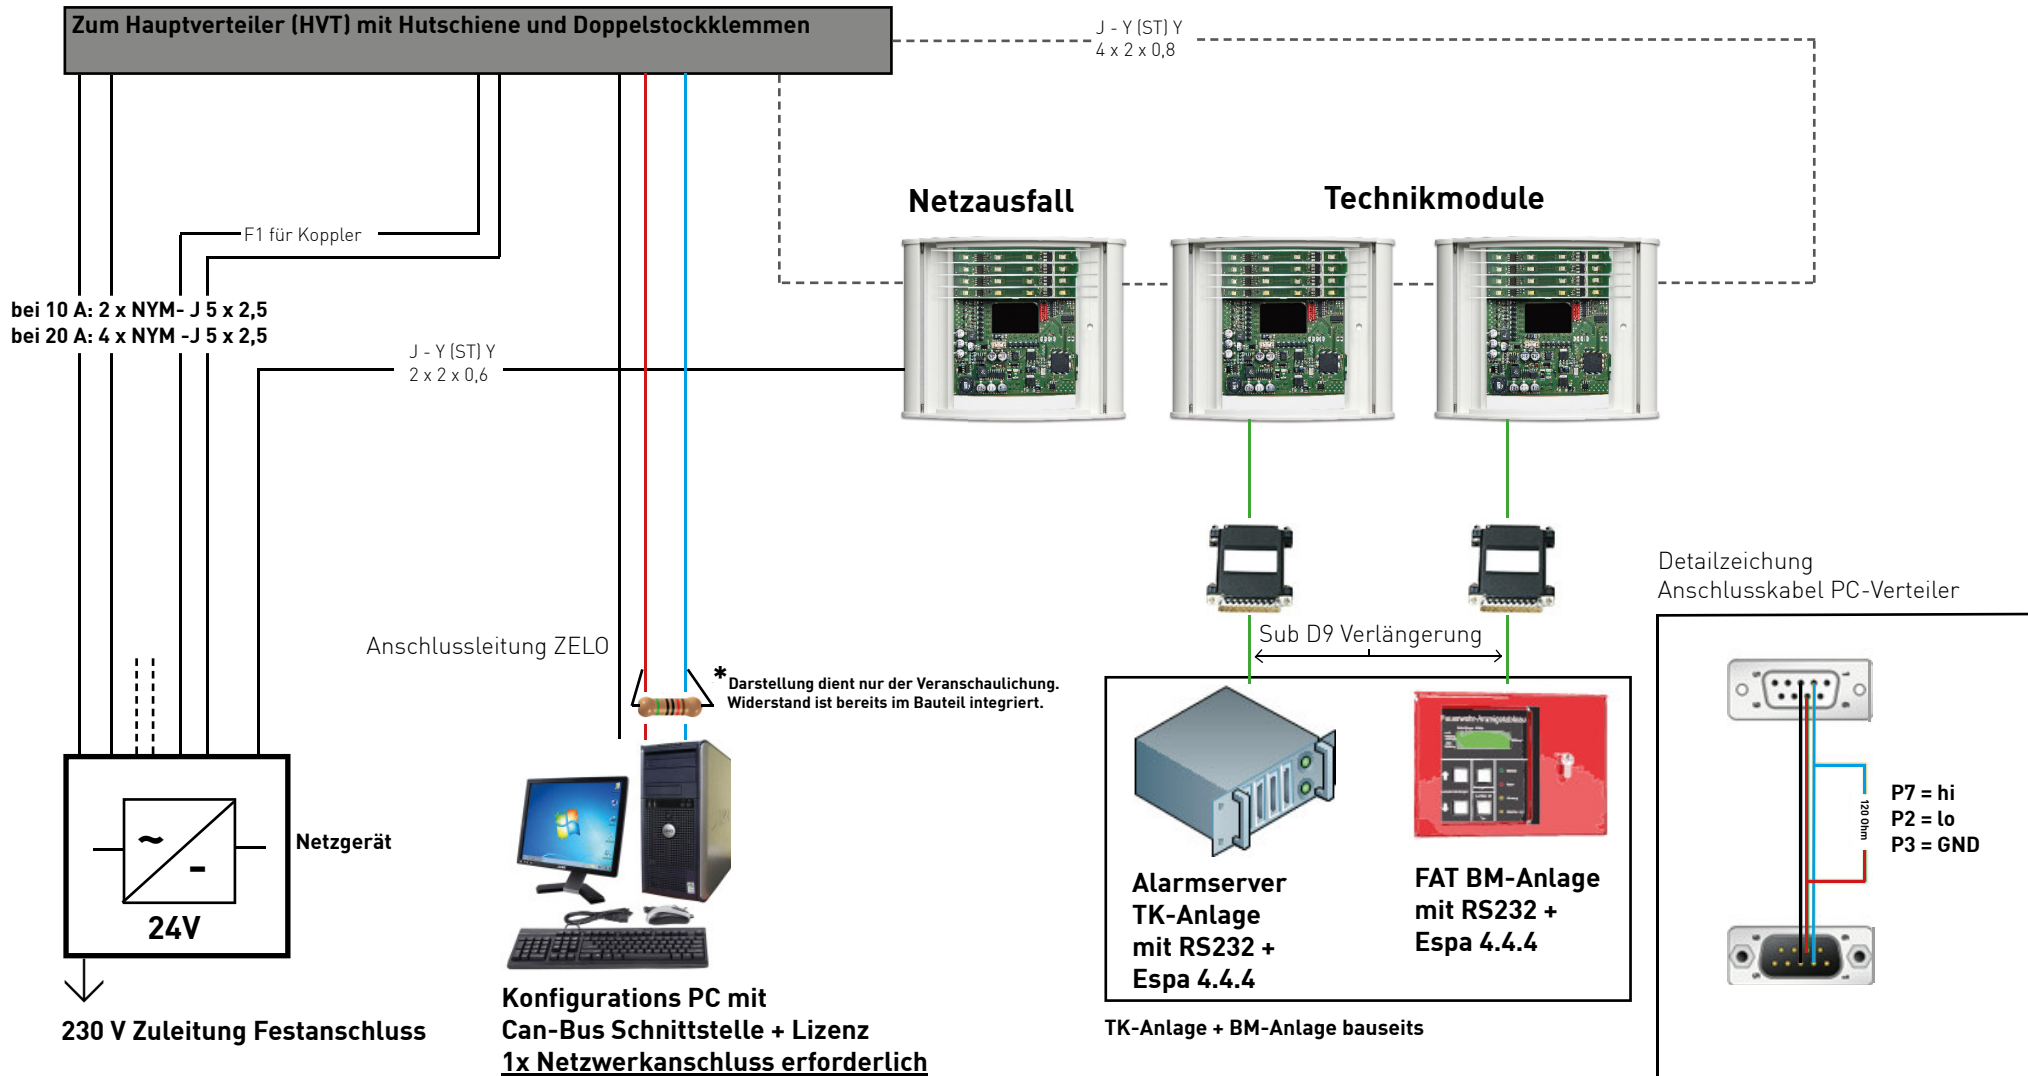 Zum Hauptverteiler (HVT) mit Hutschiene und Doppelstockklemmen
J - Y (ST) Y
4 x 2 x 0,8
Netzausfall
Technikmodule
F1 für Koppler
bei 10 A: 2 x NYM- J 5 x 2,5
bei 20 A: 4 x NYM -J 5 x 2,5
J - Y (ST) Y
2 x 2 x 0,6
Detailzeichung
Anschlusskabel PC-Verteiler
Anschlussleitung ZELO
Sub D9 Verlängerung
* Darstellung dient nur der Veranschaulichung.
Widerstand ist bereits im Bauteil integriert.
Feuerwehr-Anzeigetableau
~
-
24V
Netzgerät
120 Ohm
P7 = hi
P2 = lo
P3 = GND
Alarmserver
TK-Anlage
mit RS232 +
Espa 4.4.4
FAT BM-Anlage
mit RS232 +
Espa 4.4.4
230 V Zuleitung Festanschluss
Konfigurations PC mit
Can-Bus Schnittstelle + Lizenz
1x Netzwerkanschluss erforderlich
TK-Anlage + BM-Anlage bauseits